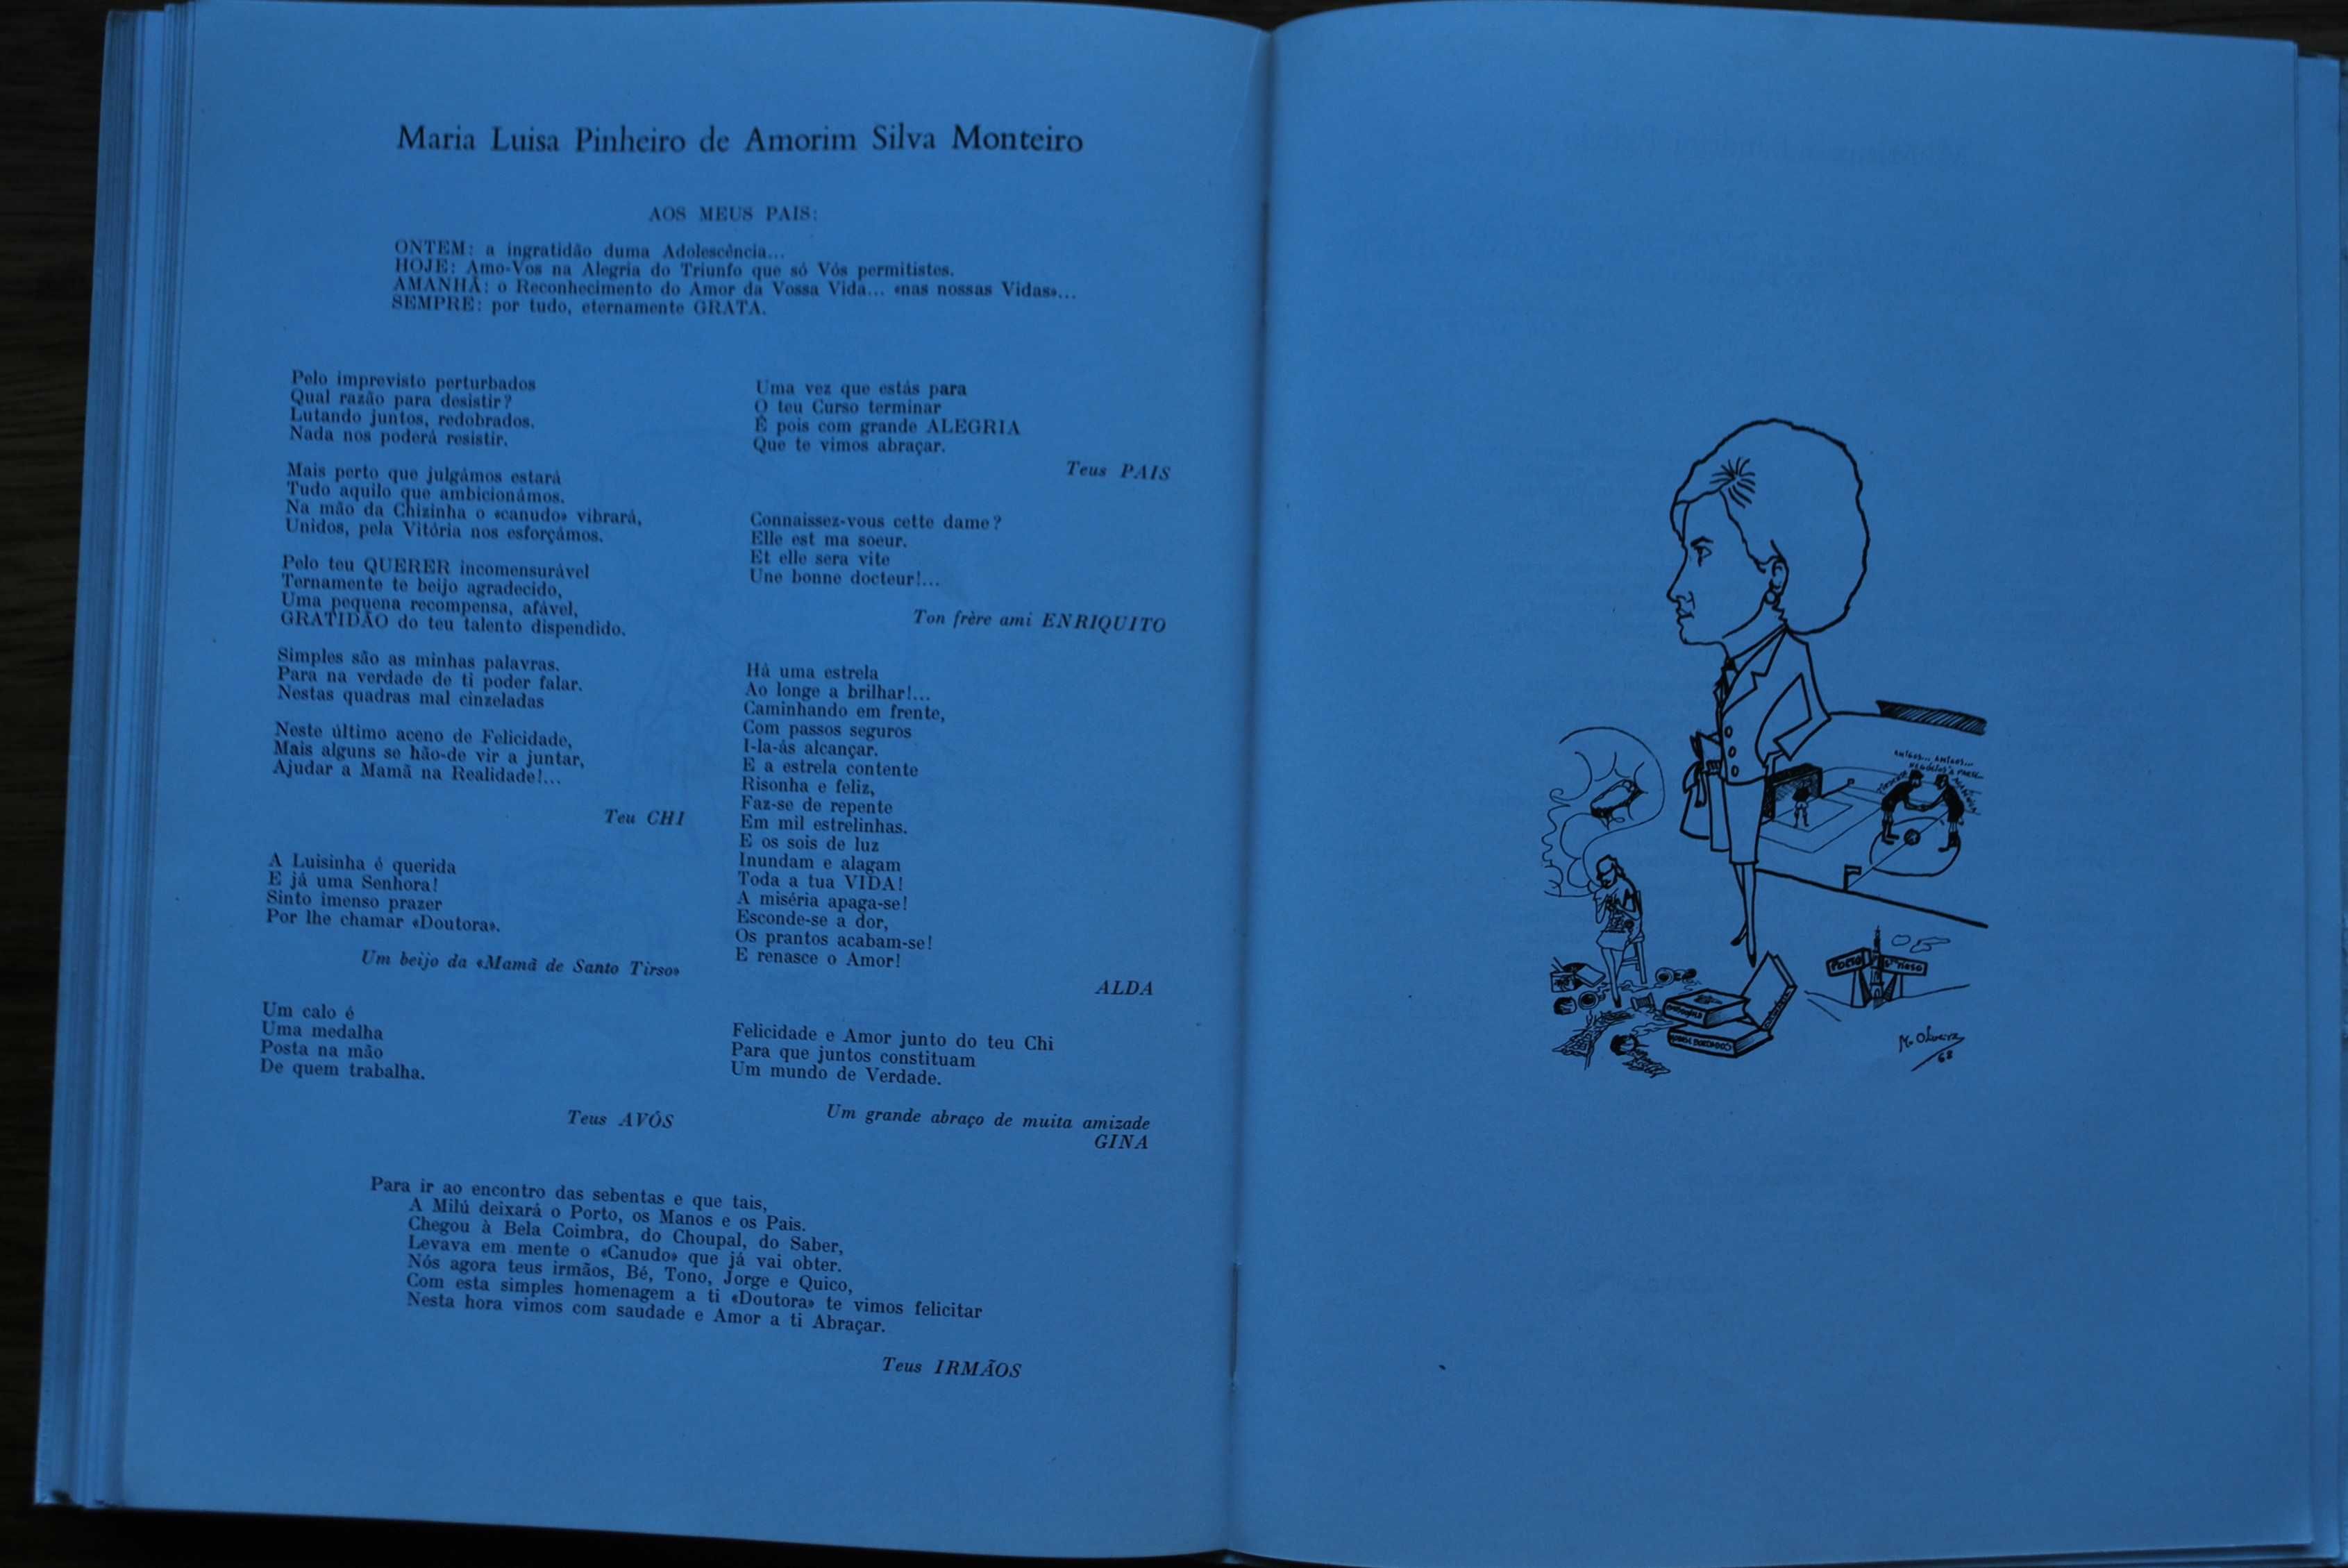 Maria Luisa Pinheiro de Amorim Silva Monteiro
AOS MEUS PAIS:
ONTEM: a ingratidão duma Adolescência...
HOJE: Amo-Vos na Alegria do Triunfo que só Vós permitistes.
AMANHÃ: o Reconhecimento do Amor da Vossa Vida... «nas nossas Vidas»...
SEMPRE: por tudo, eternamente GRATA.
Pelo imprevisto perturbados
Qual razão para desistir?
Lutando juntos, redobrados.
Nada nos poderá resistir.
Mais perto que julgámos estará
Tudo aquilo que ambicionámos.
Na mão da Chizinha o «canudo» vibrará,
Unidos, pela Vitória nos esforçámos.
Pelo teu QUERER incomensurável
Ternamente te beijo agradecido,
Uma pequena recompensa, afável,
GRATIDÃO do teu talento dispendido.
Simples são as minhas palavras.
Para na verdade de ti poder falar.
Nestas quadras mal cinzeladas
Neste último aceno de Felicidade,
Mais alguns se hão-de vir a juntar,
Ajudar a Mamã na Realidade!...
Teu CHI
A Luisinha é querida
E já uma Senhora!
Sinto imenso prazer
Por lhe chamar «Doutora».
Um beijo da «Mamã de Santo Tirso»
Um calo é
Uma medalha
Posta na mão
De quem trabalha.
Teus AVÓS
Uma vez que estás para
O teu Curso terminar
É pois com grande ALEGRIA
Que te vimos abraçar.
Teus PAIS
Connaissez-vous cette dame?
Elle est ma soeur.
Et elle sera vite
Une bonne docteur!...
Ton frère ami ENRIQUITO
Há uma estrela
Ao longe a brilhar!...
Caminhando em frente,
Com passos seguros
I-la-ás alcançar.
E a estrela contente
Risonha e feliz,
Faz-se de repente
Em mil estrelinhas.
E os sois de luz
Inundam e alagam
Toda a tua VIDA!
A miséria apaga-se!
Esconde-se a dor,
Os prantos acabam-se!
E renasce o Amor!
ALDA
Felicidade e Amor junto do teu Chi
Para que juntos constituam
Um mundo de Verdade.
Um grande abraço de muita amizade
GINA
Para ir ao encontro das sebentas e que tais,
A Milú deixará o Porto, os Manos e os Pais.
Chegou à Bela Coimbra, do Choupal, do Saber,
Levava em mente o «Canudo» que já vai obter.
Nós agora teus irmãos, Bé, Tono, Jorge e Quico,
Com esta simples homenagem a ti «Doutora» te vimos felicitar
Nesta hora vimos com saudade e Amor a ti Abraçar.
Teus IRMÃOS
AMIGOS... AMIGOS...
NEGÓCIOS À PARTE
PORTO
M. Oliveira
68